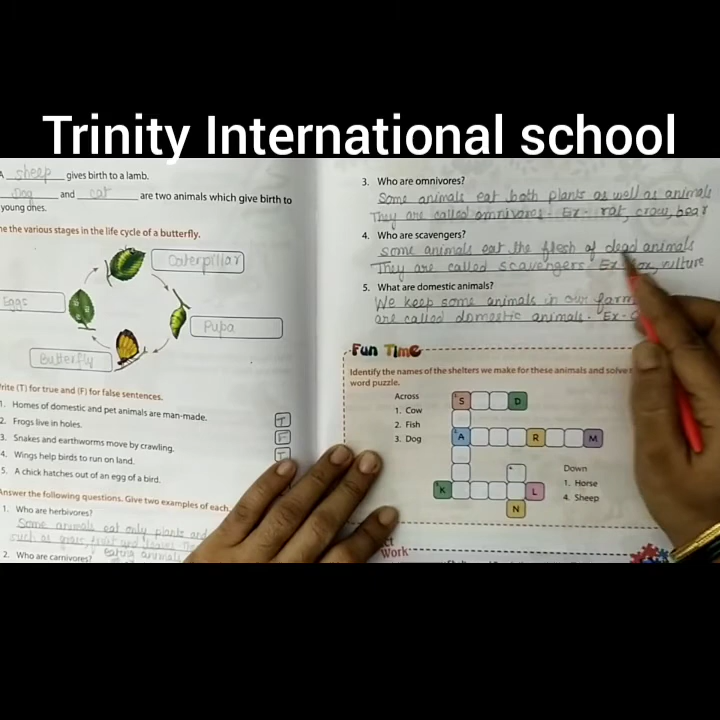 Trinity International school
A sheep gives birth to a lamb.
Dog and cat are two animals which give birth to
young ones.
the various stages in the life cycle of a butterfly.
Caterpillar
Eggs
Pupa
Butterfly
rite (T) for true and (F) for false sentences.
1. Homes of domestic and pet animals are man-made. T
2. Frogs live in holes. F
3. Snakes and earthworms move by crawling. T
4. Wings help birds to run on land.
5. A chick hatches out of an egg of a bird.
Answer the following questions. Give two examples of each.
1. Who are herbivores?
Some animals eat only plants and
such as grass, fruit and leaves
2. Who are carnivores? eating animals
3. Who are omnivores?
Some animals eat both plants as well as animals
They are called omnivores. Ex- rat, crow, bear
4. Who are scavengers?
some animals eat the flesh of dead animals
They are called scavengers. Ex- vulture
5. What are domestic animals?
We keep some animals in our farm
are called domestic animals. Ex-
Fun Time
Identify the names of the shelters we make for these animals and solve
word puzzle.
Across
1. Cow
2. Fish
3. Dog
S D
A R M
K L
N
Down
1. Horse
4. Sheep
Work